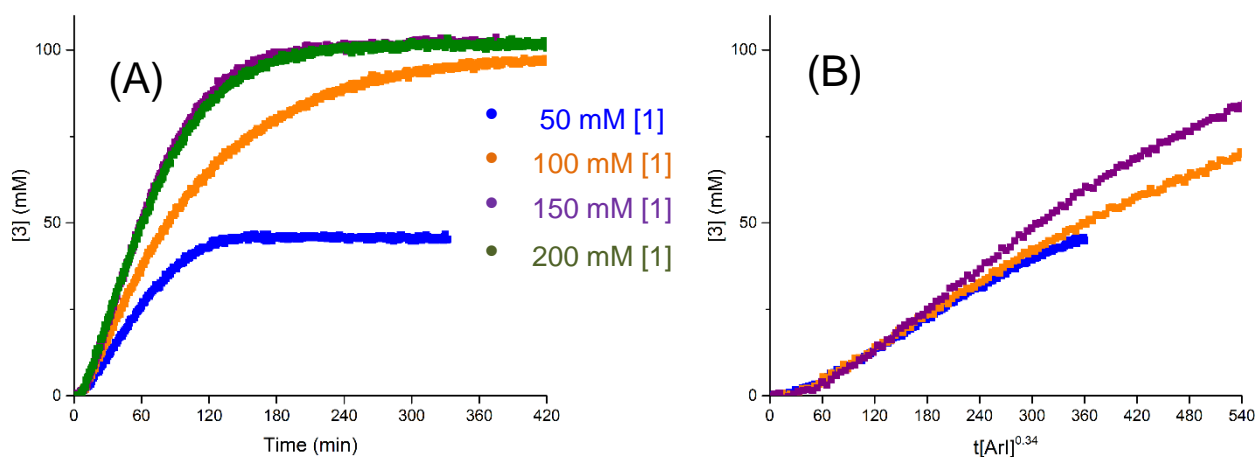 (A)
[3] (mM)
100
50
0
0 60 120 180 240 300 360 420
Time (min)
50 mM [1]
100 mM [1]
150 mM [1]
200 mM [1]
(B)
[3] (mM)
100
50
0
0 60 120 180 240 300 360 420 480 540
t[ArI]^0.34